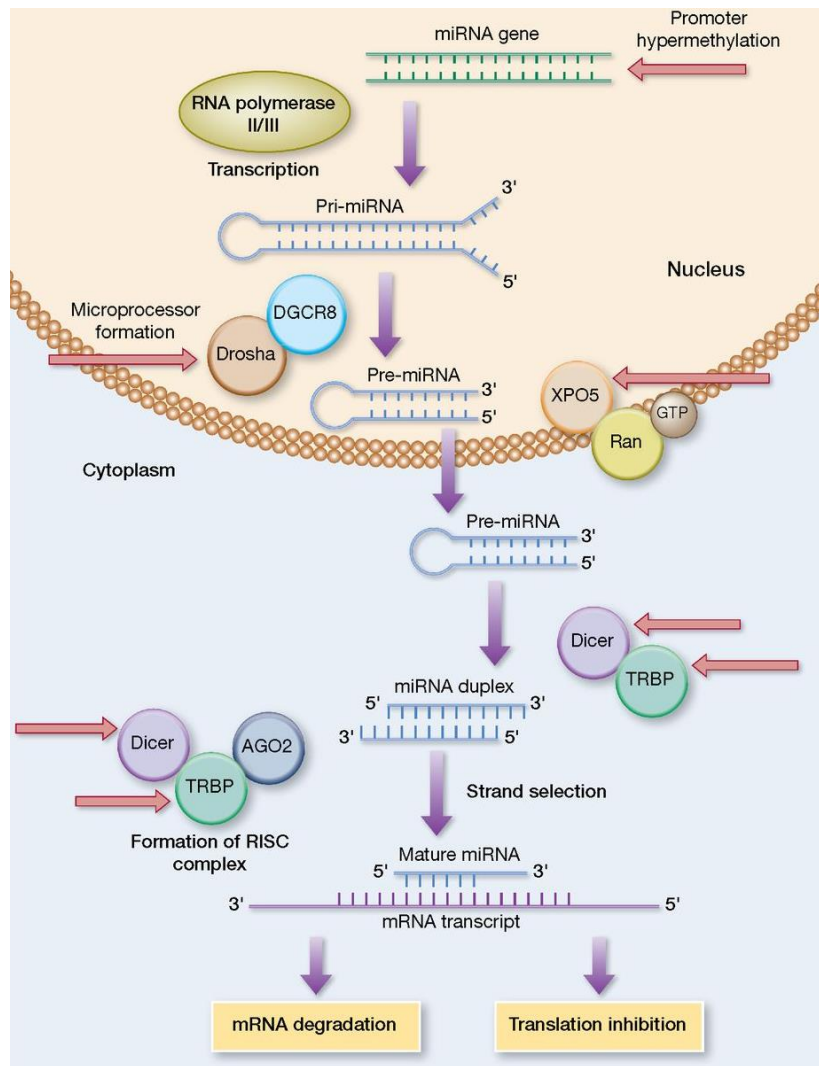 Promoter
hypermethylation
miRNA gene
RNA polymerase
II/III
Transcription
3'
Pri-miRNA
5'
Nucleus
Microprocessor
formation
DGCR8
Drosha
Pre-miRNA
3'
5'
XPO5
GTP
Ran
Cytoplasm
Pre-miRNA
3'
5'
Dicer
TRBP
miRNA duplex
5' 3'
3' 5'
Dicer
AGO2
TRBP
Strand selection
Formation of RISC
complex
Mature miRNA
5' 3'
3' 5'
mRNA transcript
mRNA degradation
Translation inhibition